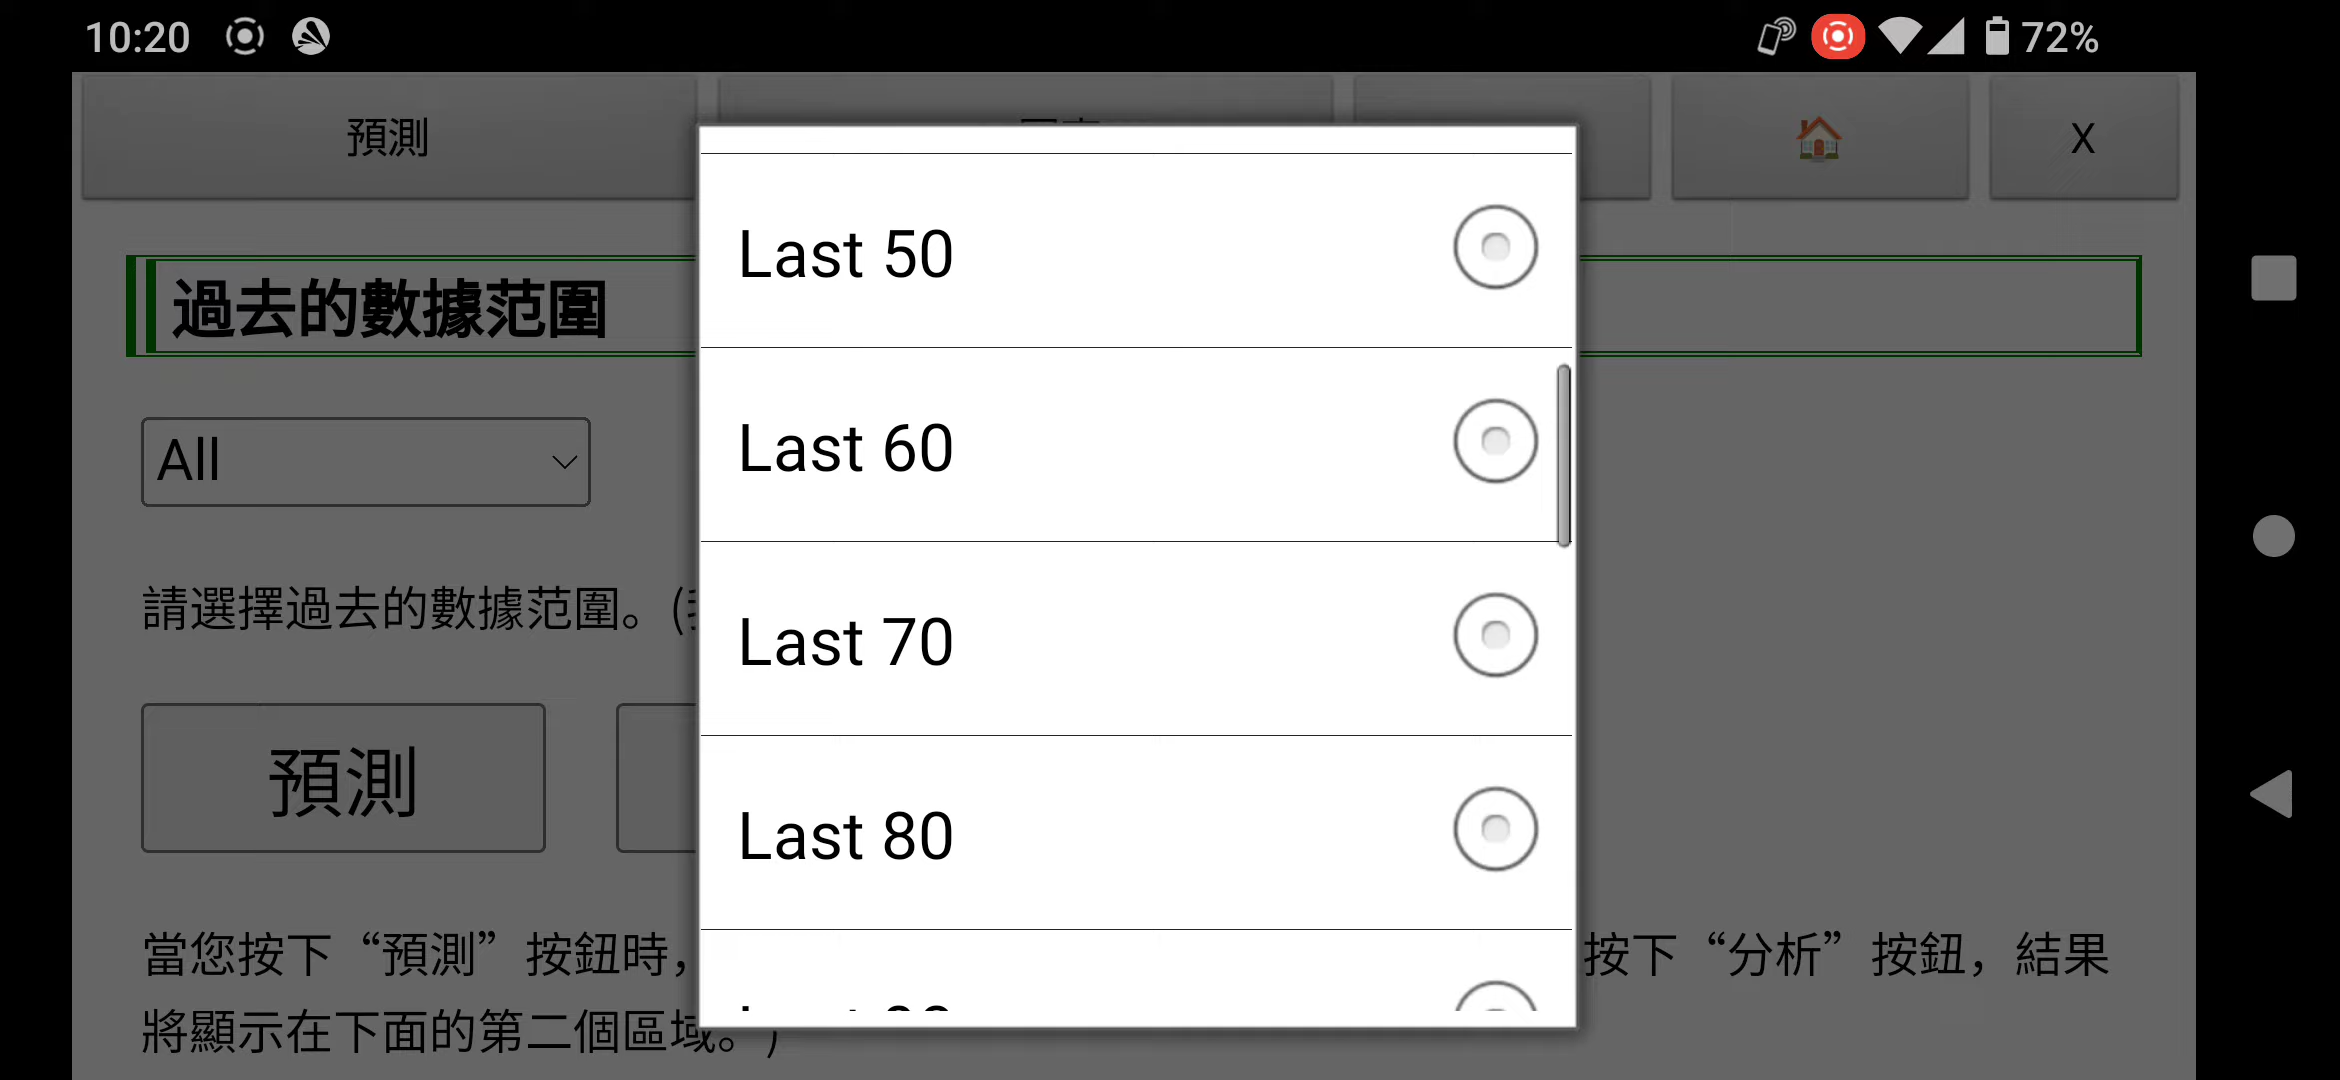 10:20
72%
預測
X
Last 50
過去的數據范圍
Last 60
All
Last 70
請選擇過去的數據范圍。(
預測
Last 80
當您按下“預測”按鈕時，
按下“分析”按鈕，結果
將顯示在下面的第二個區域。)